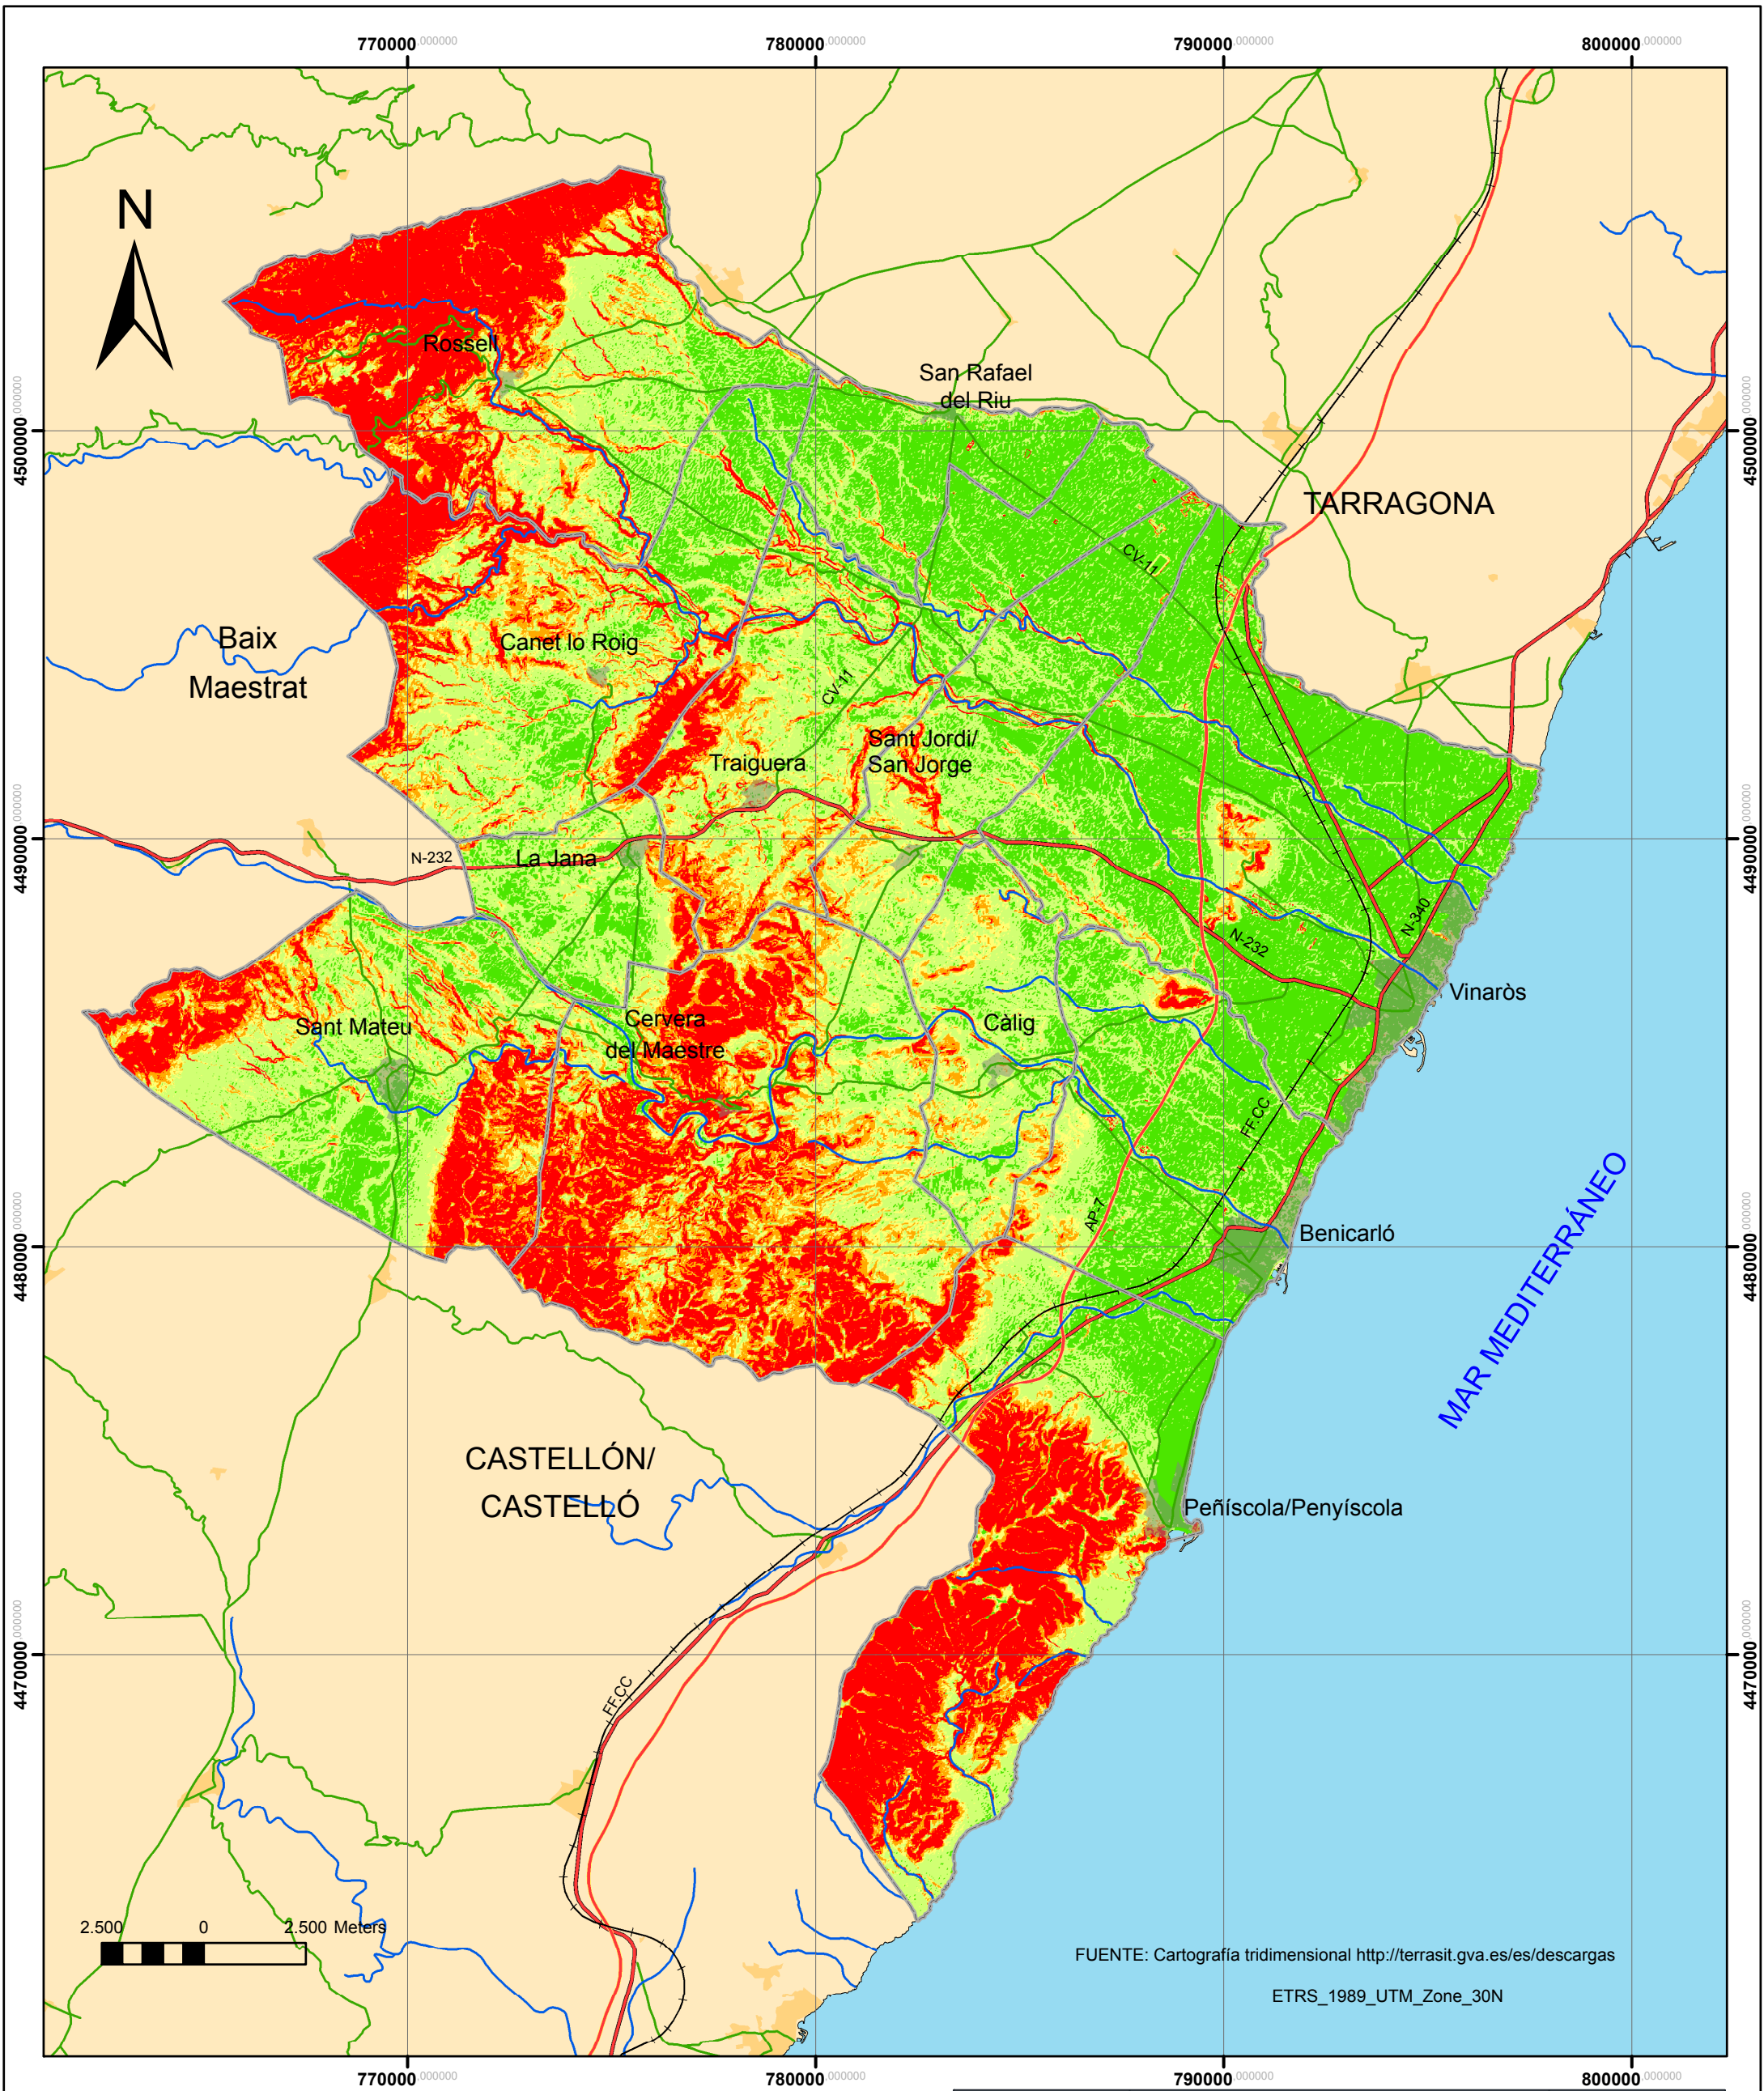 770000,000000
780000,000000
790000,000000
800000,000000
N
Rossell
San Rafael
del Riu
4500000,000000
4500000,000000
TARRAGONA
CV-11
Baix
Maestrat
Canet lo Roig
CV-11
Traiguera
Sant Jordi/
San Jorge
4490000,000000
4490000,000000
N-232
La Jana
N-340
N-232
Vinaròs
Sant Mateu
Cervera
del Maestre
Càlig
FF.CC
AP-7
Benicarló
4480000,000000
4480000,000000
MAR MEDITERRÁNEO
CASTELLÓN/
CASTELLÓ
Peñíscola/Penyíscola
4470000,000000
4470000,000000
FF.CC
2.500 0 2.500 Meters
FUENTE: Cartografía tridimensional http://terrasit.gva.es/es/descargas
ETRS_1989_UTM_Zone_30N
770000,000000
780000,000000
790000,000000
800000,000000